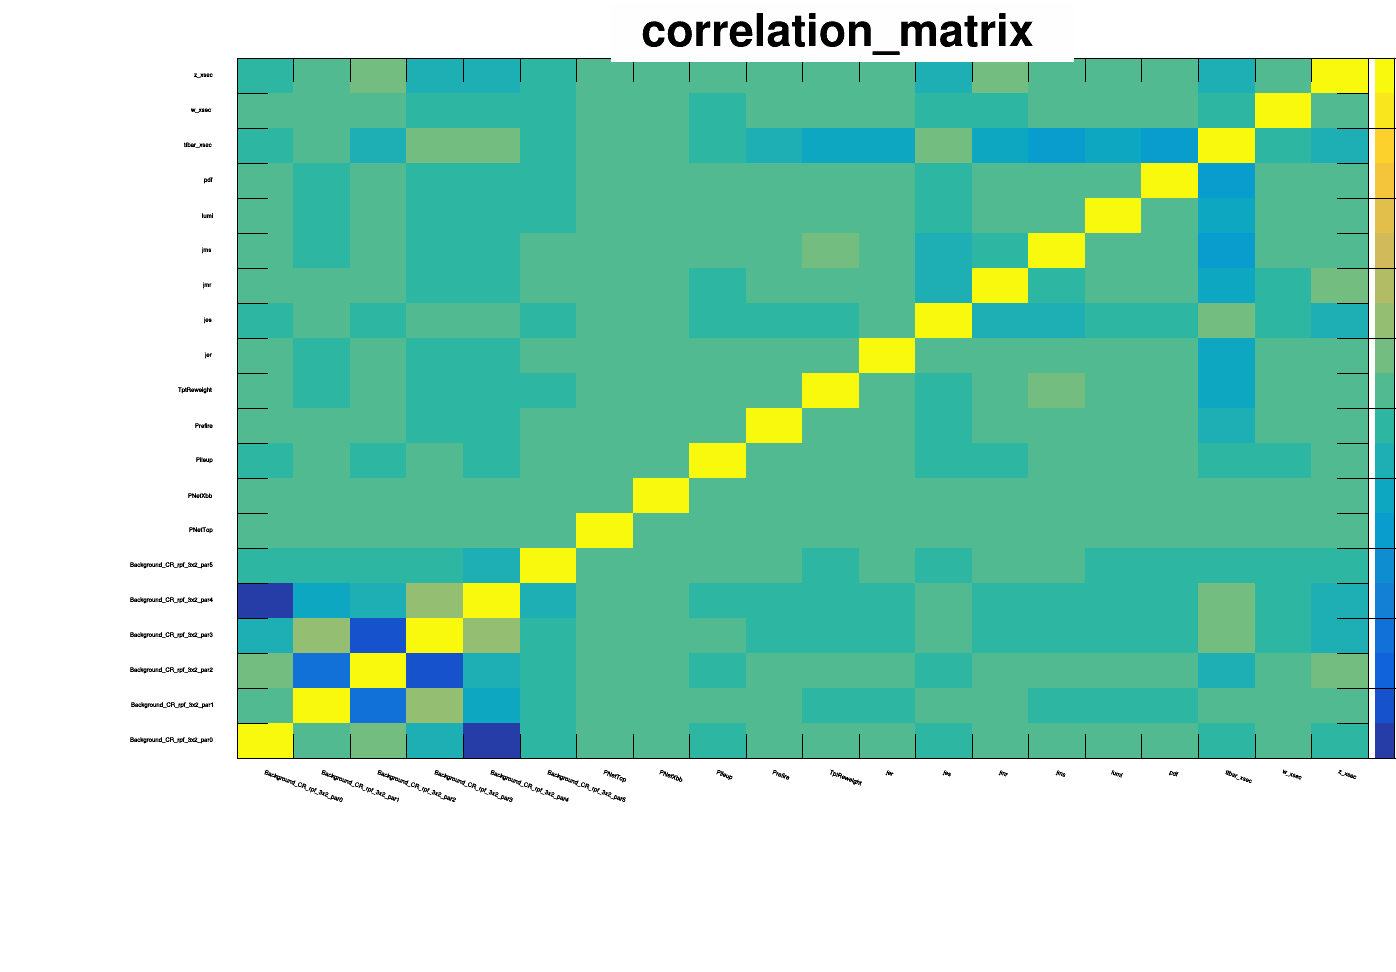 correlation_matrix
z_xsec
w_xsec
ttbar_xsec
pdf
lumi
jms
jmr
jes
jer
TptReweight
Prefire
Pileup
PNetXbb
PNetTop
Background_CR_rpf_3x2_par5
Background_CR_rpf_3x2_par4
Background_CR_rpf_3x2_par3
Background_CR_rpf_3x2_par2
Background_CR_rpf_3x2_par1
Background_CR_rpf_3x2_par0
Background_CR_rpf_3x2_par0
Background_CR_rpf_3x2_par1
Background_CR_rpf_3x2_par2
Background_CR_rpf_3x2_par3
Background_CR_rpf_3x2_par4
Background_CR_rpf_3x2_par5
PNetTop
PNetXbb
Pileup
Prefire
TptReweight
jer
jes
jmr
jms
lumi
pdf
ttbar_xsec
w_xsec
z_xsec